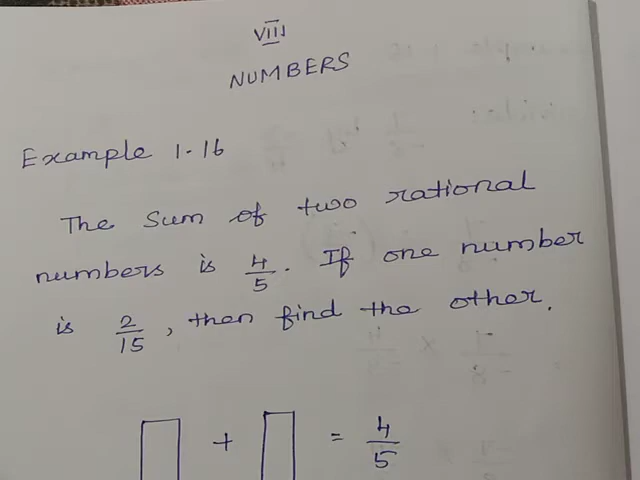 VIII
NUMBERS
Example 1.16
The sum of two rational
numbers is 4/5. If one number
is 2/15, then find the other.
□ + □ = 4/5